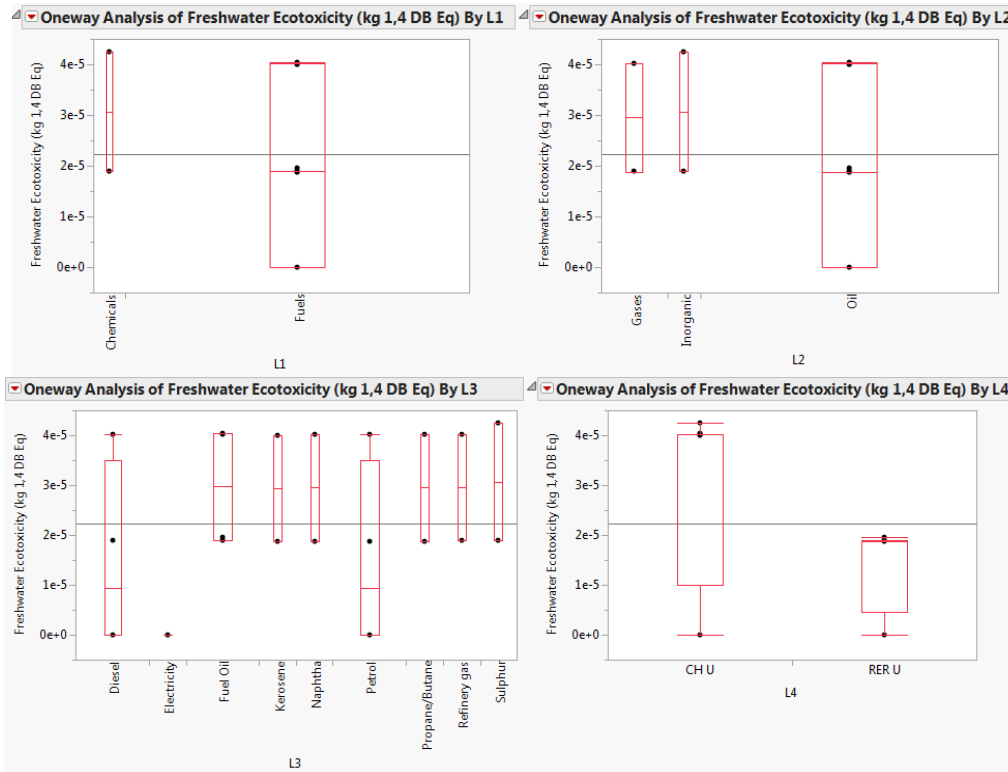 Oneway Analysis of Freshwater Ecotoxicity (kg 1,4 DB Eq) By L1
Freshwater Ecotoxicity (kg 1,4 DB Eq)
4e-5
3e-5
2e-5
1e-5
0e+0
Chemicals
Fuels
L1
Oneway Analysis of Freshwater Ecotoxicity (kg 1,4 DB Eq) By L2
Freshwater Ecotoxicity (kg 1,4 DB Eq)
4e-5
3e-5
2e-5
1e-5
0e+0
Gases
Inorganic
Oil
L2
Oneway Analysis of Freshwater Ecotoxicity (kg 1,4 DB Eq) By L3
Freshwater Ecotoxicity (kg 1,4 DB Eq)
4e-5
3e-5
2e-5
1e-5
0e+0
Diesel
Electricity
Fuel Oil
Kerosene
Naphtha
Petrol
Propane/Butane
Refinery gas
Sulphur
L3
Oneway Analysis of Freshwater Ecotoxicity (kg 1,4 DB Eq) By L4
Freshwater Ecotoxicity (kg 1,4 DB Eq)
4e-5
3e-5
2e-5
1e-5
0e+0
CH U
RER U
L4